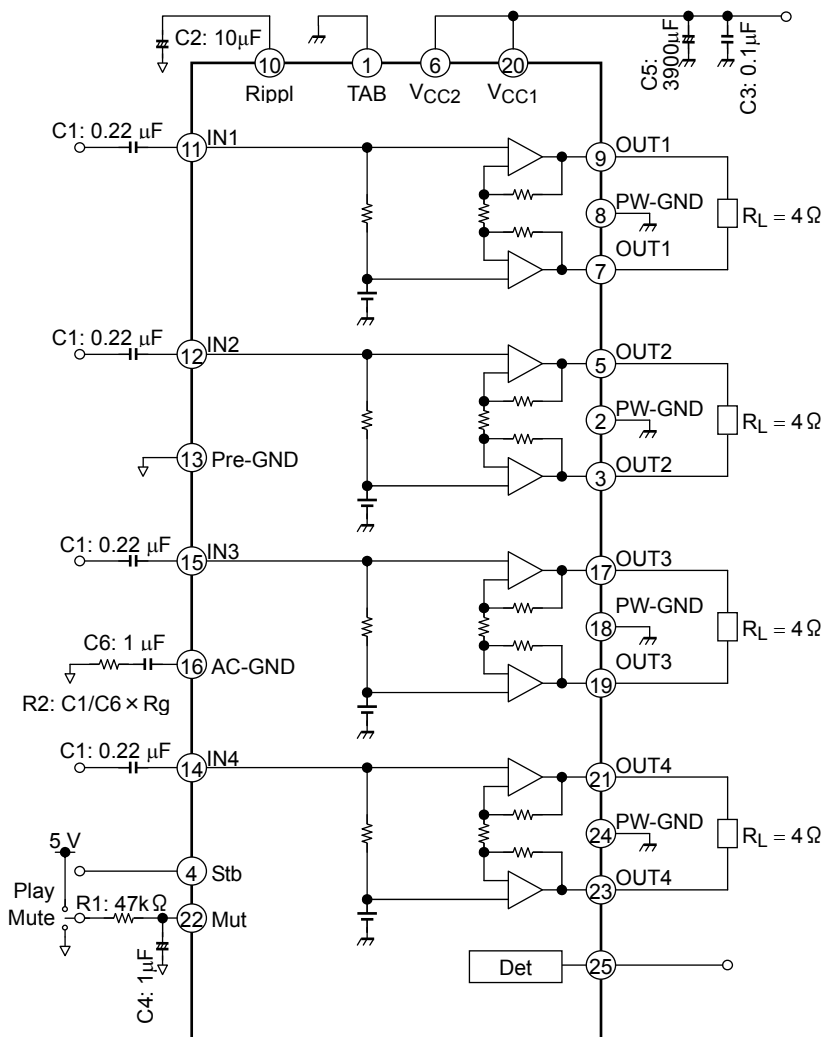 C2: 10μF
C5: 3900μF
C3: 0.1μF
10
1
6
20
Rippl
TAB
VCC2
VCC1
C1: 0.22 μF
11
IN1
9
OUT1
8
PW-GND
RL = 4 Ω
OUT1
7
C1: 0.22 μF
12
IN2
5
OUT2
2
PW-GND
RL = 4 Ω
13
Pre-GND
OUT2
3
C1: 0.22 μF
15
IN3
17
OUT3
18
PW-GND
RL = 4 Ω
C6: 1 μF
16
AC-GND
OUT3
19
R2: C1/C6 × Rg
C1: 0.22 μF
14
IN4
21
OUT4
24
PW-GND
RL = 4 Ω
5 V
4
Stb
OUT4
23
Play
Mute
R1: 47k Ω
22
Mut
C4: 1μF
Det
25